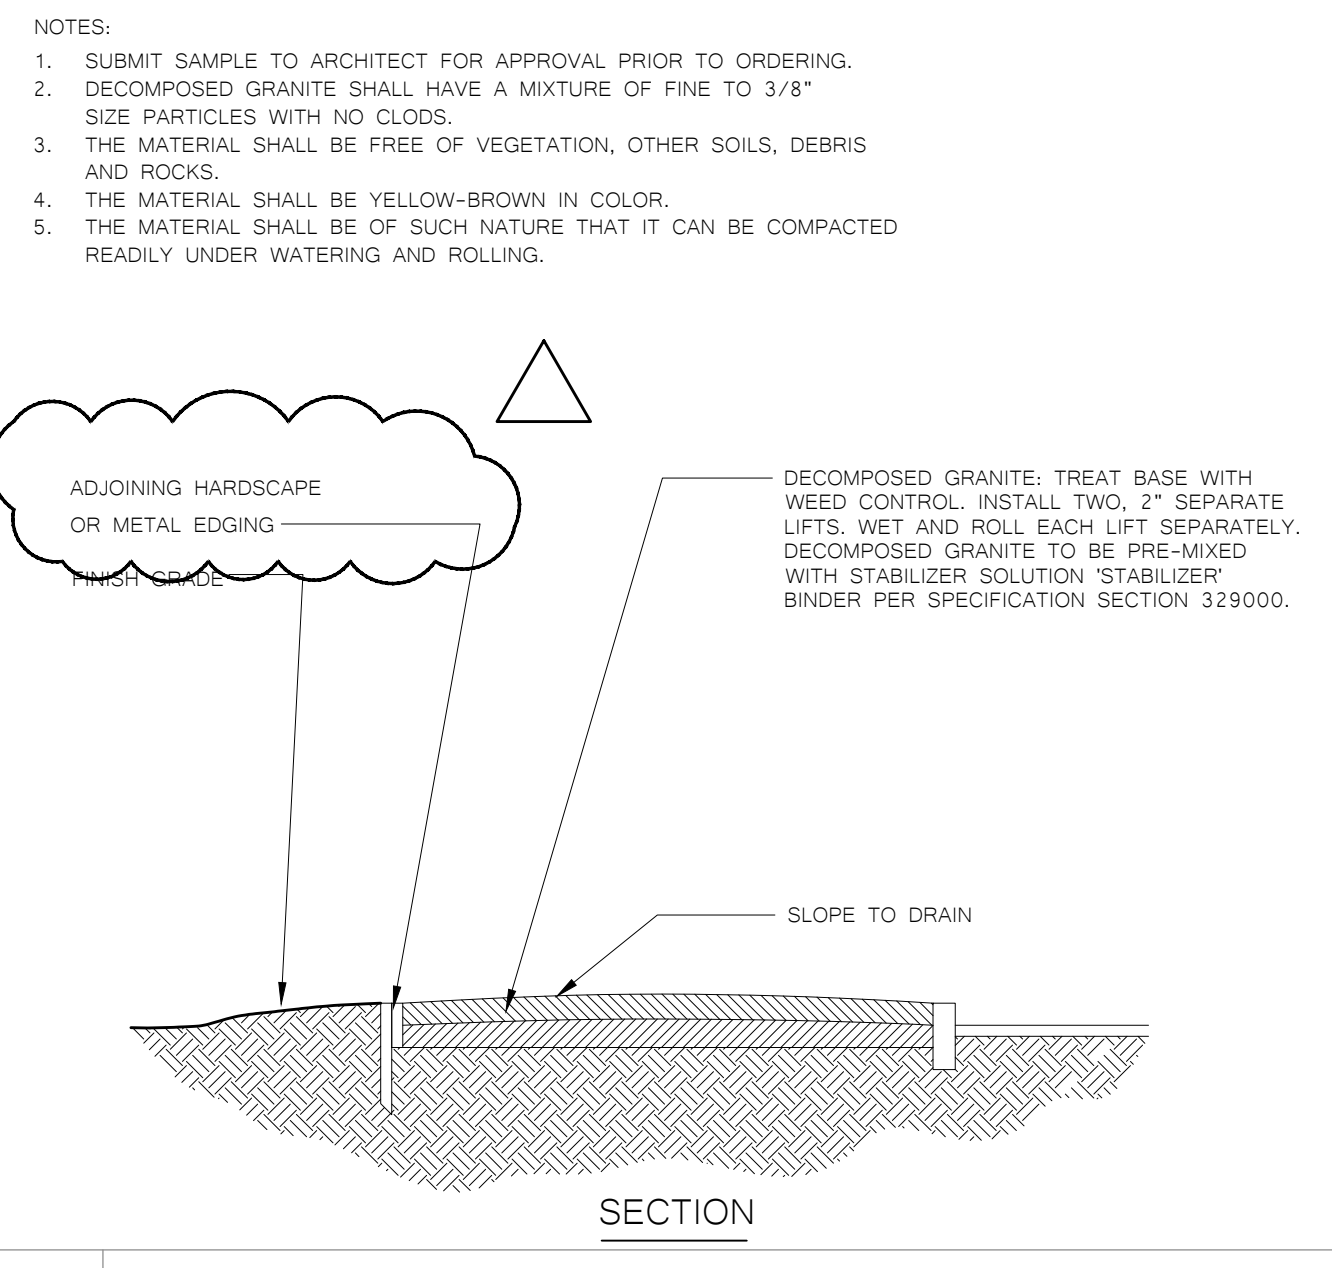 NOTES:
1. SUBMIT SAMPLE TO ARCHITECT FOR APPROVAL PRIOR TO ORDERING.
2. DECOMPOSED GRANITE SHALL HAVE A MIXTURE OF FINE TO 3/8"
SIZE PARTICLES WITH NO CLODS.
3. THE MATERIAL SHALL BE FREE OF VEGETATION, OTHER SOILS, DEBRIS
AND ROCKS.
4. THE MATERIAL SHALL BE YELLOW-BROWN IN COLOR.
5. THE MATERIAL SHALL BE OF SUCH NATURE THAT IT CAN BE COMPACTED
READILY UNDER WATERING AND ROLLING.
ADJOINING HARDSCAPE
OR METAL EDGING
FINISH GRADE
DECOMPOSED GRANITE: TREAT BASE WITH
WEED CONTROL. INSTALL TWO, 2" SEPARATE
LIFTS. WET AND ROLL EACH LIFT SEPARATELY.
DECOMPOSED GRANITE TO BE PRE-MIXED
WITH STABILIZER SOLUTION 'STABILIZER'
BINDER PER SPECIFICATION SECTION 329000.
SLOPE TO DRAIN
SECTION